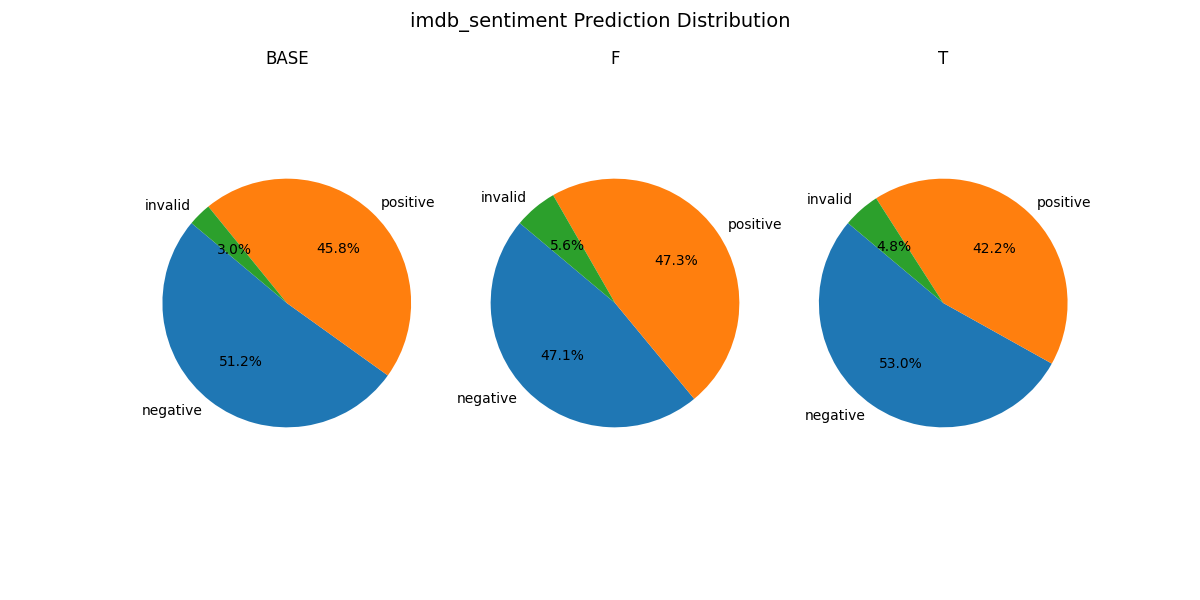 imdb_sentiment Prediction Distribution
BASE
invalid
positive
3.0%
45.8%
51.2%
negative
F
invalid
positive
5.6%
47.3%
47.1%
negative
T
invalid
positive
4.8%
42.2%
53.0%
negative